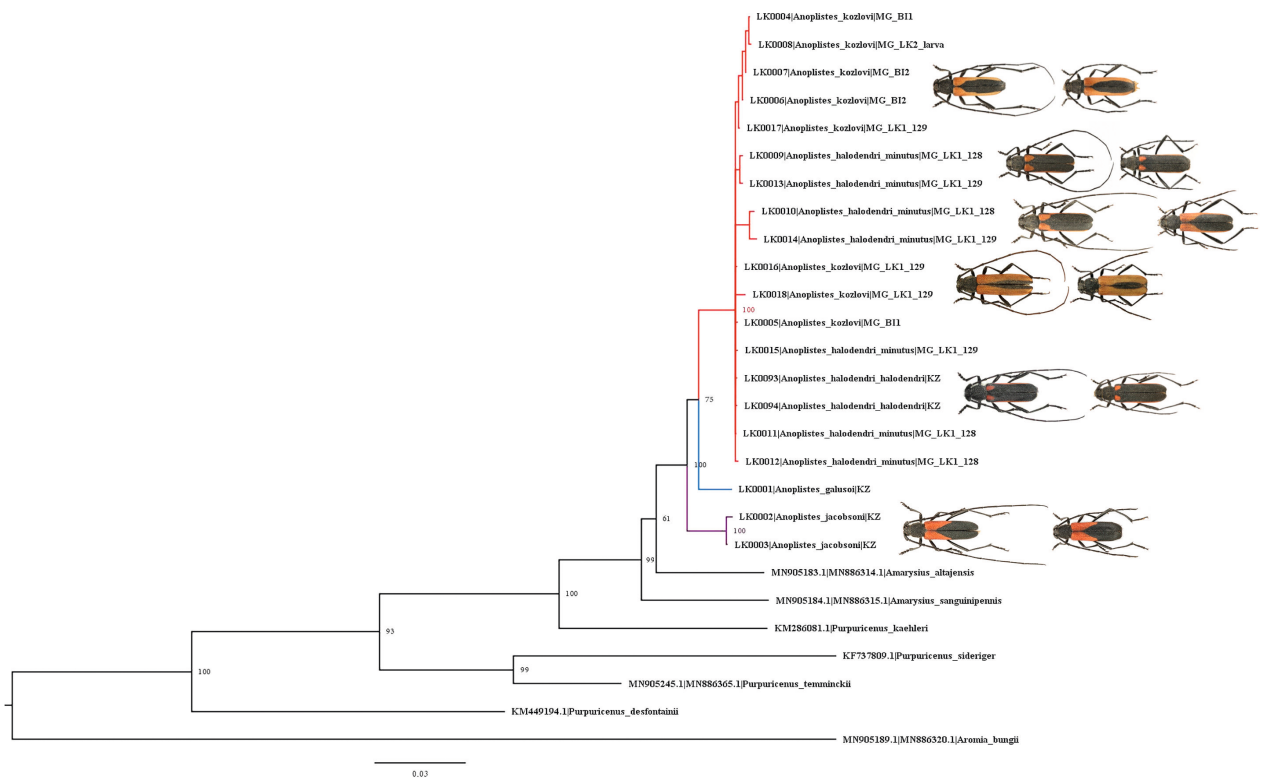 LK0004|Anoplistes_kozlovi|MG_BI1
LK0008|Anoplistes_kozlovi|MG_LK2_larva
LK0007|Anoplistes_kozlovi|MG_BI2
LK0006|Anoplistes_kozlovi|MG_BI2
LK0017|Anoplistes_kozlovi|MG_LK1_129
LK0009|Anoplistes_halodendri_minutus|MG_LK1_128
LK0013|Anoplistes_halodendri_minutus|MG_LK1_129
LK0010|Anoplistes_halodendri_minutus|MG_LK1_128
LK0014|Anoplistes_halodendri_minutus|MG_LK1_129
LK0016|Anoplistes_kozlovi|MG_LK1_129
LK0018|Anoplistes_kozlovi|MG_LK1_129
100
LK0005|Anoplistes_kozlovi|MG_BI1
LK0015|Anoplistes_halodendri_minutus|MG_LK1_129
LK0093|Anoplistes_halodendri_halodendri|KZ
75
LK0094|Anoplistes_halodendri_halodendri|KZ
LK0011|Anoplistes_halodendri_minutus|MG_LK1_128
LK0012|Anoplistes_halodendri_minutus|MG_LK1_128
100
LK0001|Anoplistes_galusoi|KZ
LK0002|Anoplistes_jacobsoni|KZ
61
100
LK0003|Anoplistes_jacobsoni|KZ
99
MN905183.1|MN886314.1|Amarysius_altajensis
100
MN905184.1|MN886315.1|Amarysius_sanguinipennis
KM286081.1|Purpuricenus_kaehleri
93
KF737809.1|Purpuricenus_sideriger
99
100
MN905245.1|MN886365.1|Purpuricenus_temminckii
KM449194.1|Purpuricenus_desfontainii
MN905189.1|MN886320.1|Aromia_bungii
0.03